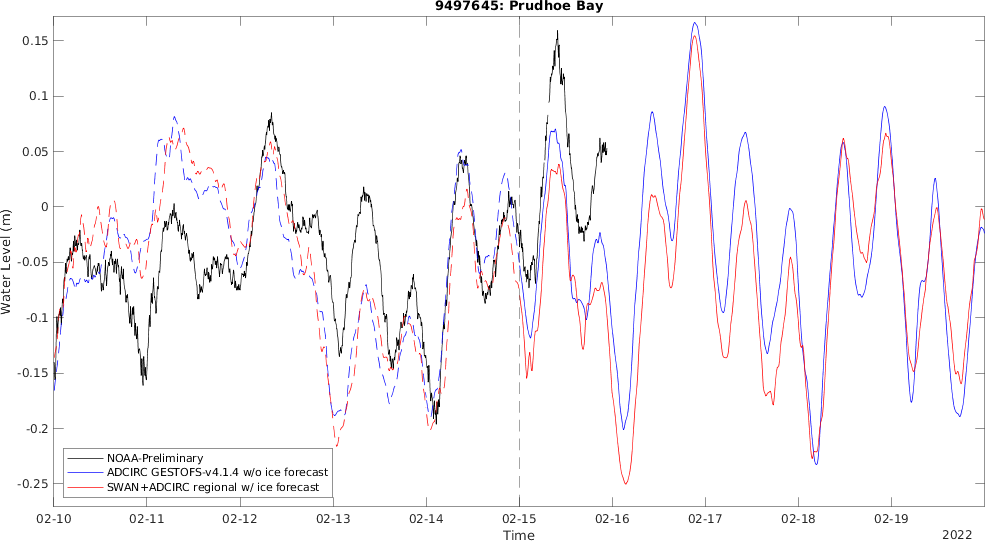 9497645: Prudhoe Bay
0.15
0.1
0.05
0
-0.05
-0.1
-0.15
-0.2
-0.25
Water Level (m)
NOAA-Preliminary
ADCIRC GESTOFS-v4.1.4 w/o ice forecast
SWAN+ADCIRC regional w/ ice forecast
02-10 02-11 02-12 02-13 02-14 02-15 02-16 02-17 02-18 02-19
Time
2022